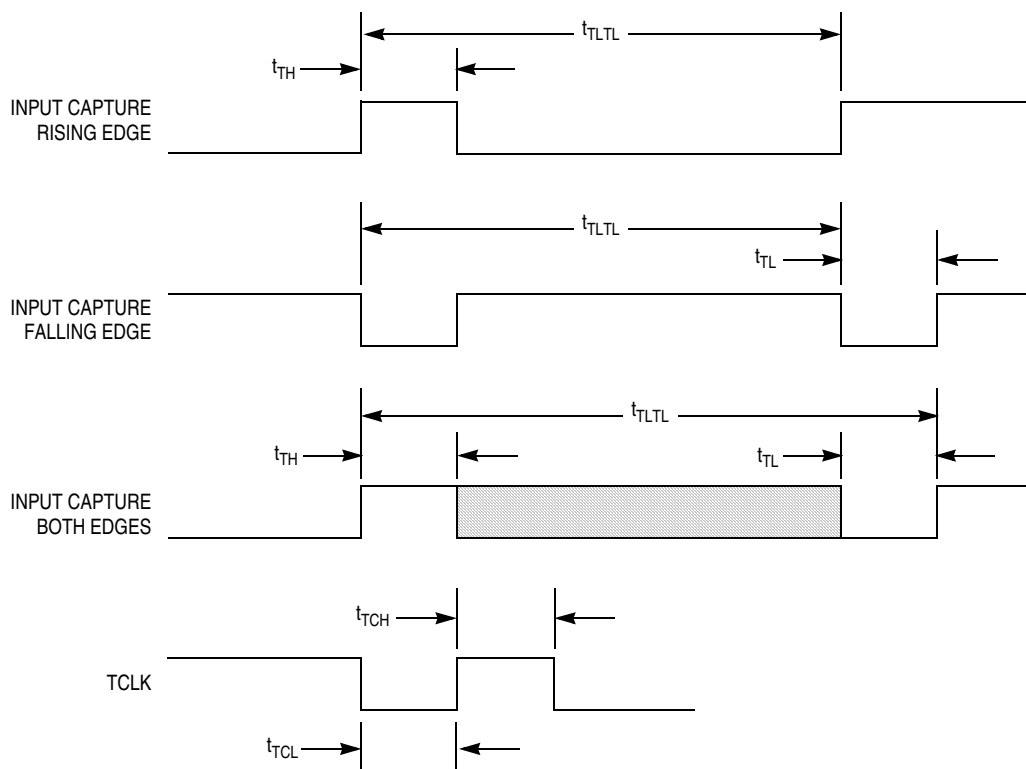 tTLTL
tTH
INPUT CAPTURE
RISING EDGE
tTLTL
tTL
INPUT CAPTURE
FALLING EDGE
tTLTL
tTH
tTL
INPUT CAPTURE
BOTH EDGES
tTCH
TCLK
tTCL